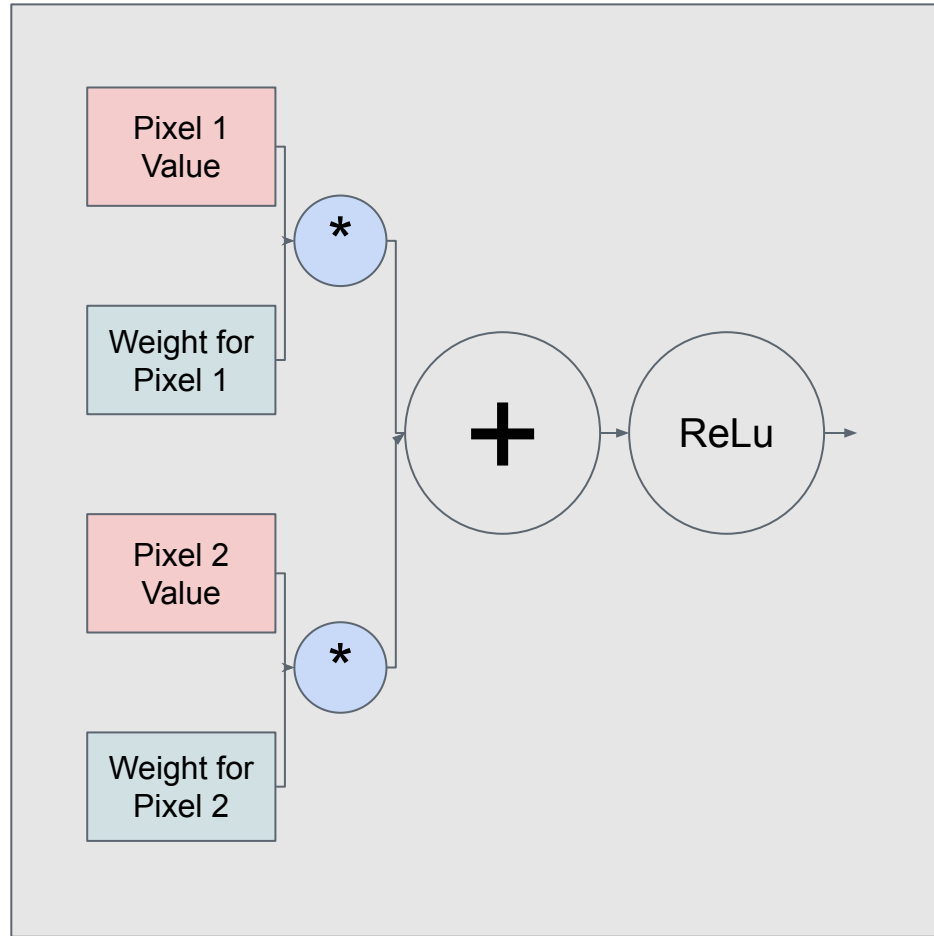 Pixel 1
Value
*
Weight for
Pixel 1
+
ReLu
Pixel 2
Value
*
Weight for
Pixel 2